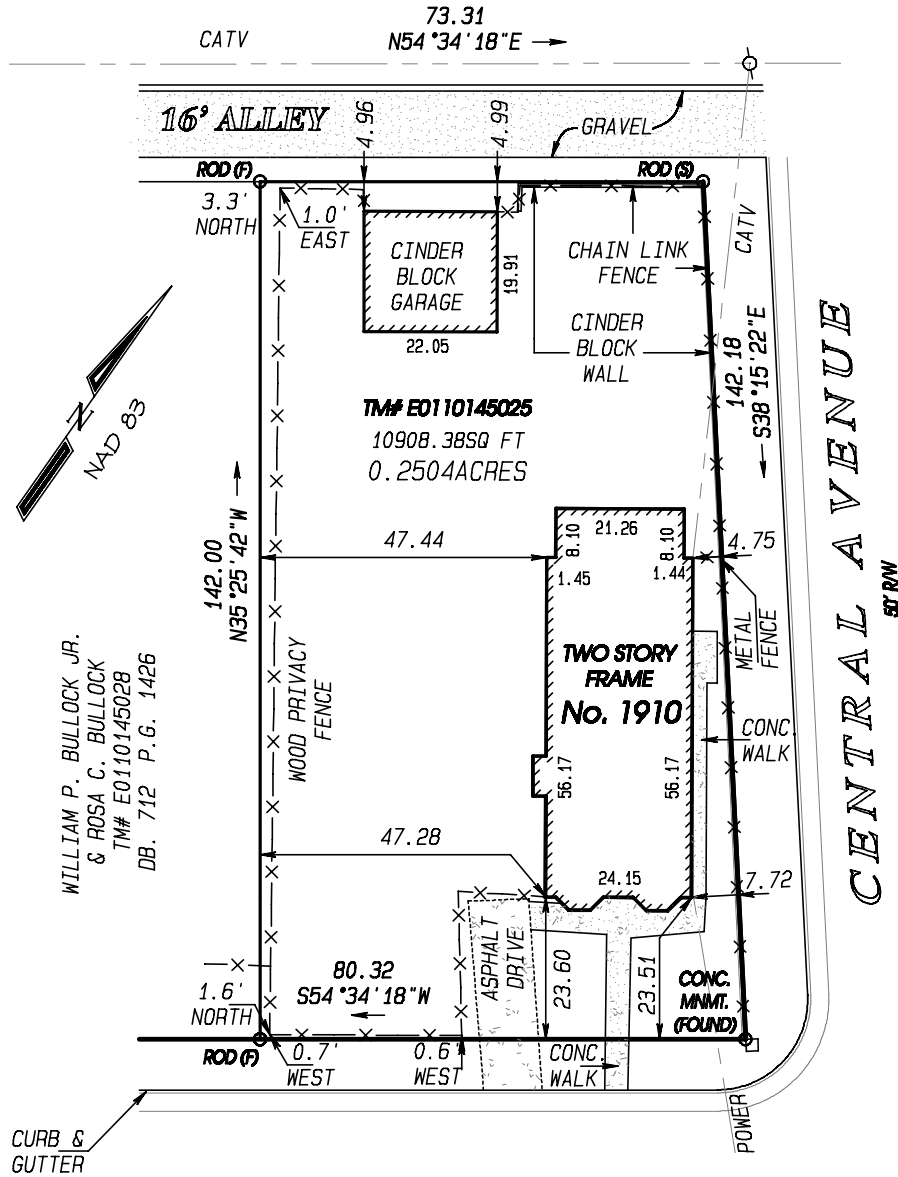 73.31
N54°34'18"E
CATV
16' ALLEY
4.96
4.99
GRAVEL
ROD (F)
ROD (S)
3.3'
NORTH
1.0'
EAST
CINDER
BLOCK
GARAGE
19.91
22.05
CHAIN LINK
FENCE
CATV
CINDER
BLOCK
WALL
142.18
S38°15'22"E
CENTRAL AVENUE
50' R/W
N
NAD 83
TM# E0110145025
10908.38SQ FT
0.2504ACRES
142.00
N35°25'42"W
47.44
21.26
8.10
8.10
1.45
1.44
4.75
METAL
FENCE
WILLIAM P. BULLOCK JR.
& ROSA C. BULLOCK
TM# E0110145028
DB. 712 P.G. 1426
WOOD PRIVACY
FENCE
TWO STORY
FRAME
No. 1910
CONC.
WALK
56.17
56.17
47.28
24.15
7.72
ASPHALT
DRIVE
23.60
23.51
80.32
S54°34'18"W
CONC.
MNMT.
(FOUND)
1.6'
NORTH
ROD (F)
0.7'
WEST
0.6'
WEST
CONC.
WALK
POWER
CURB &
GUTTER